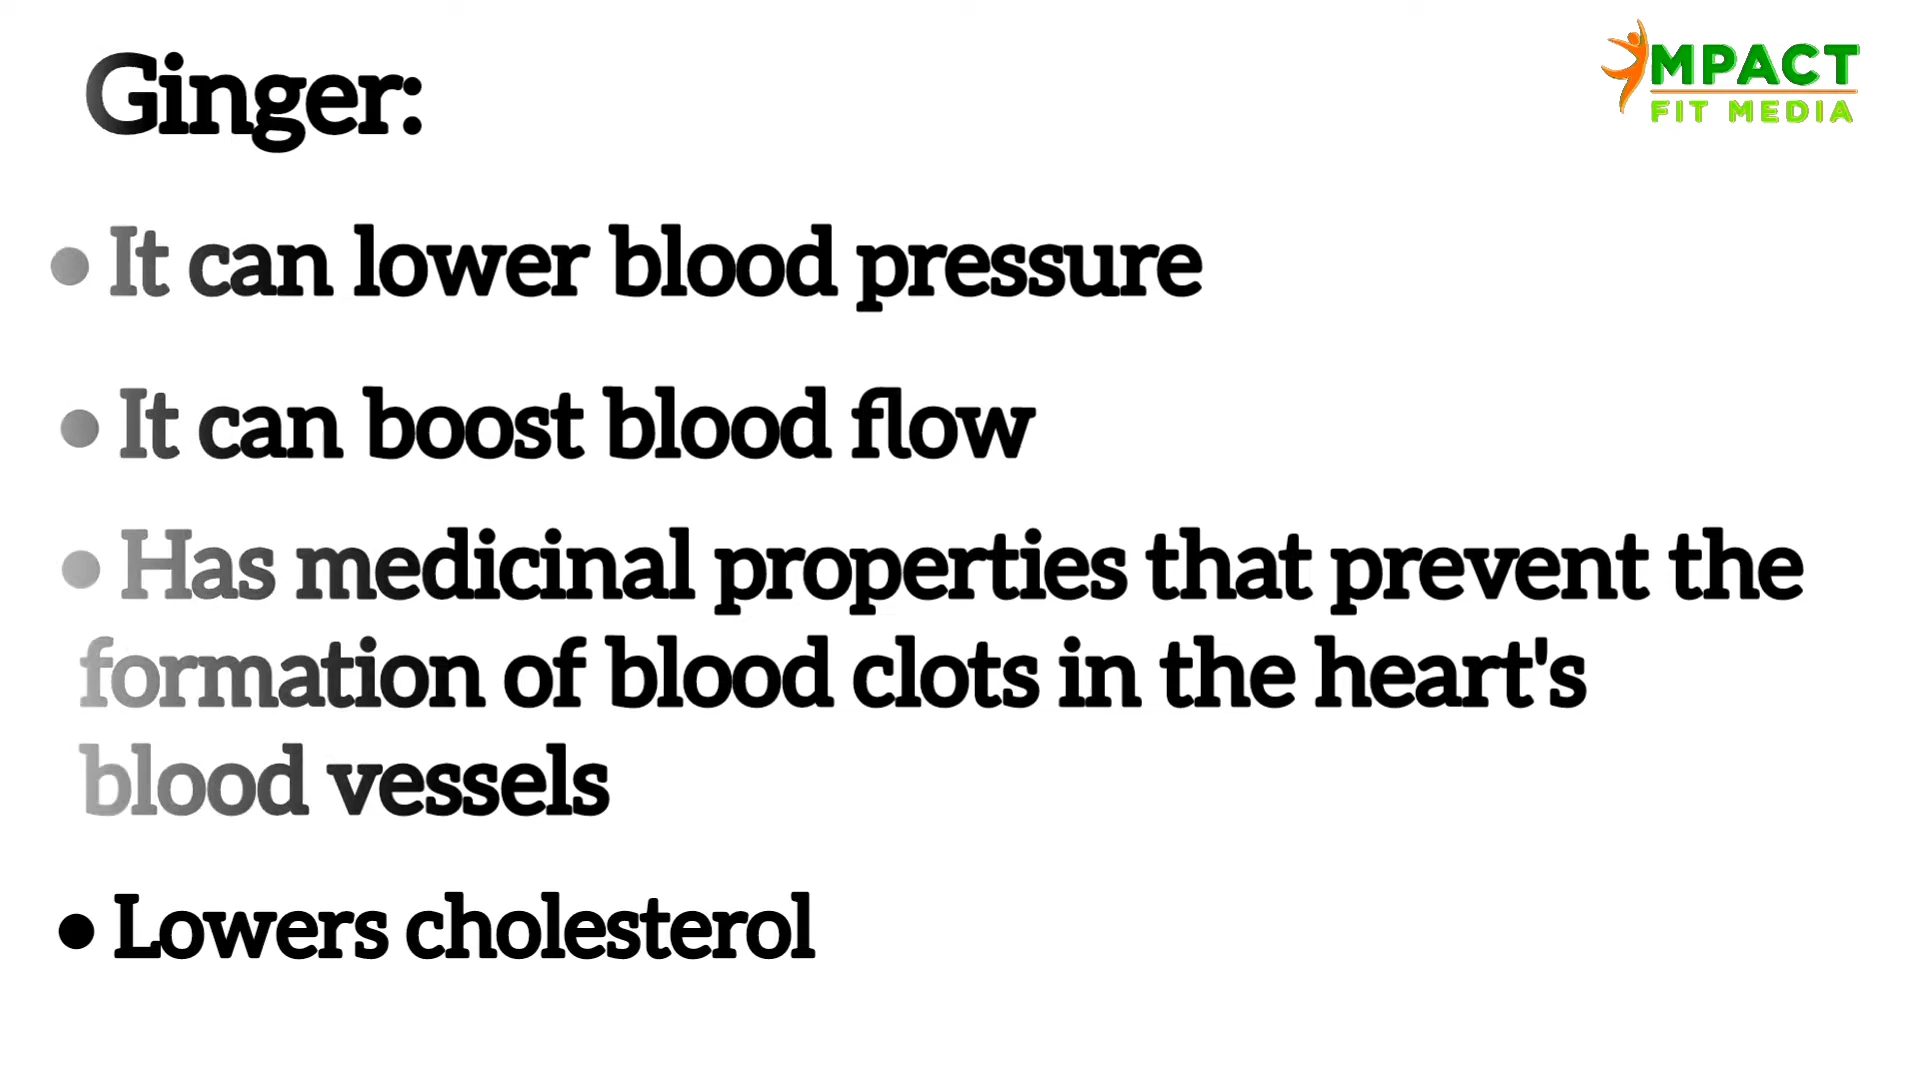 Ginger:
MPACT
FIT MEDIA
• It can lower blood pressure
• It can boost blood flow
• Has medicinal properties that prevent the
formation of blood clots in the heart's
blood vessels
• Lowers cholesterol